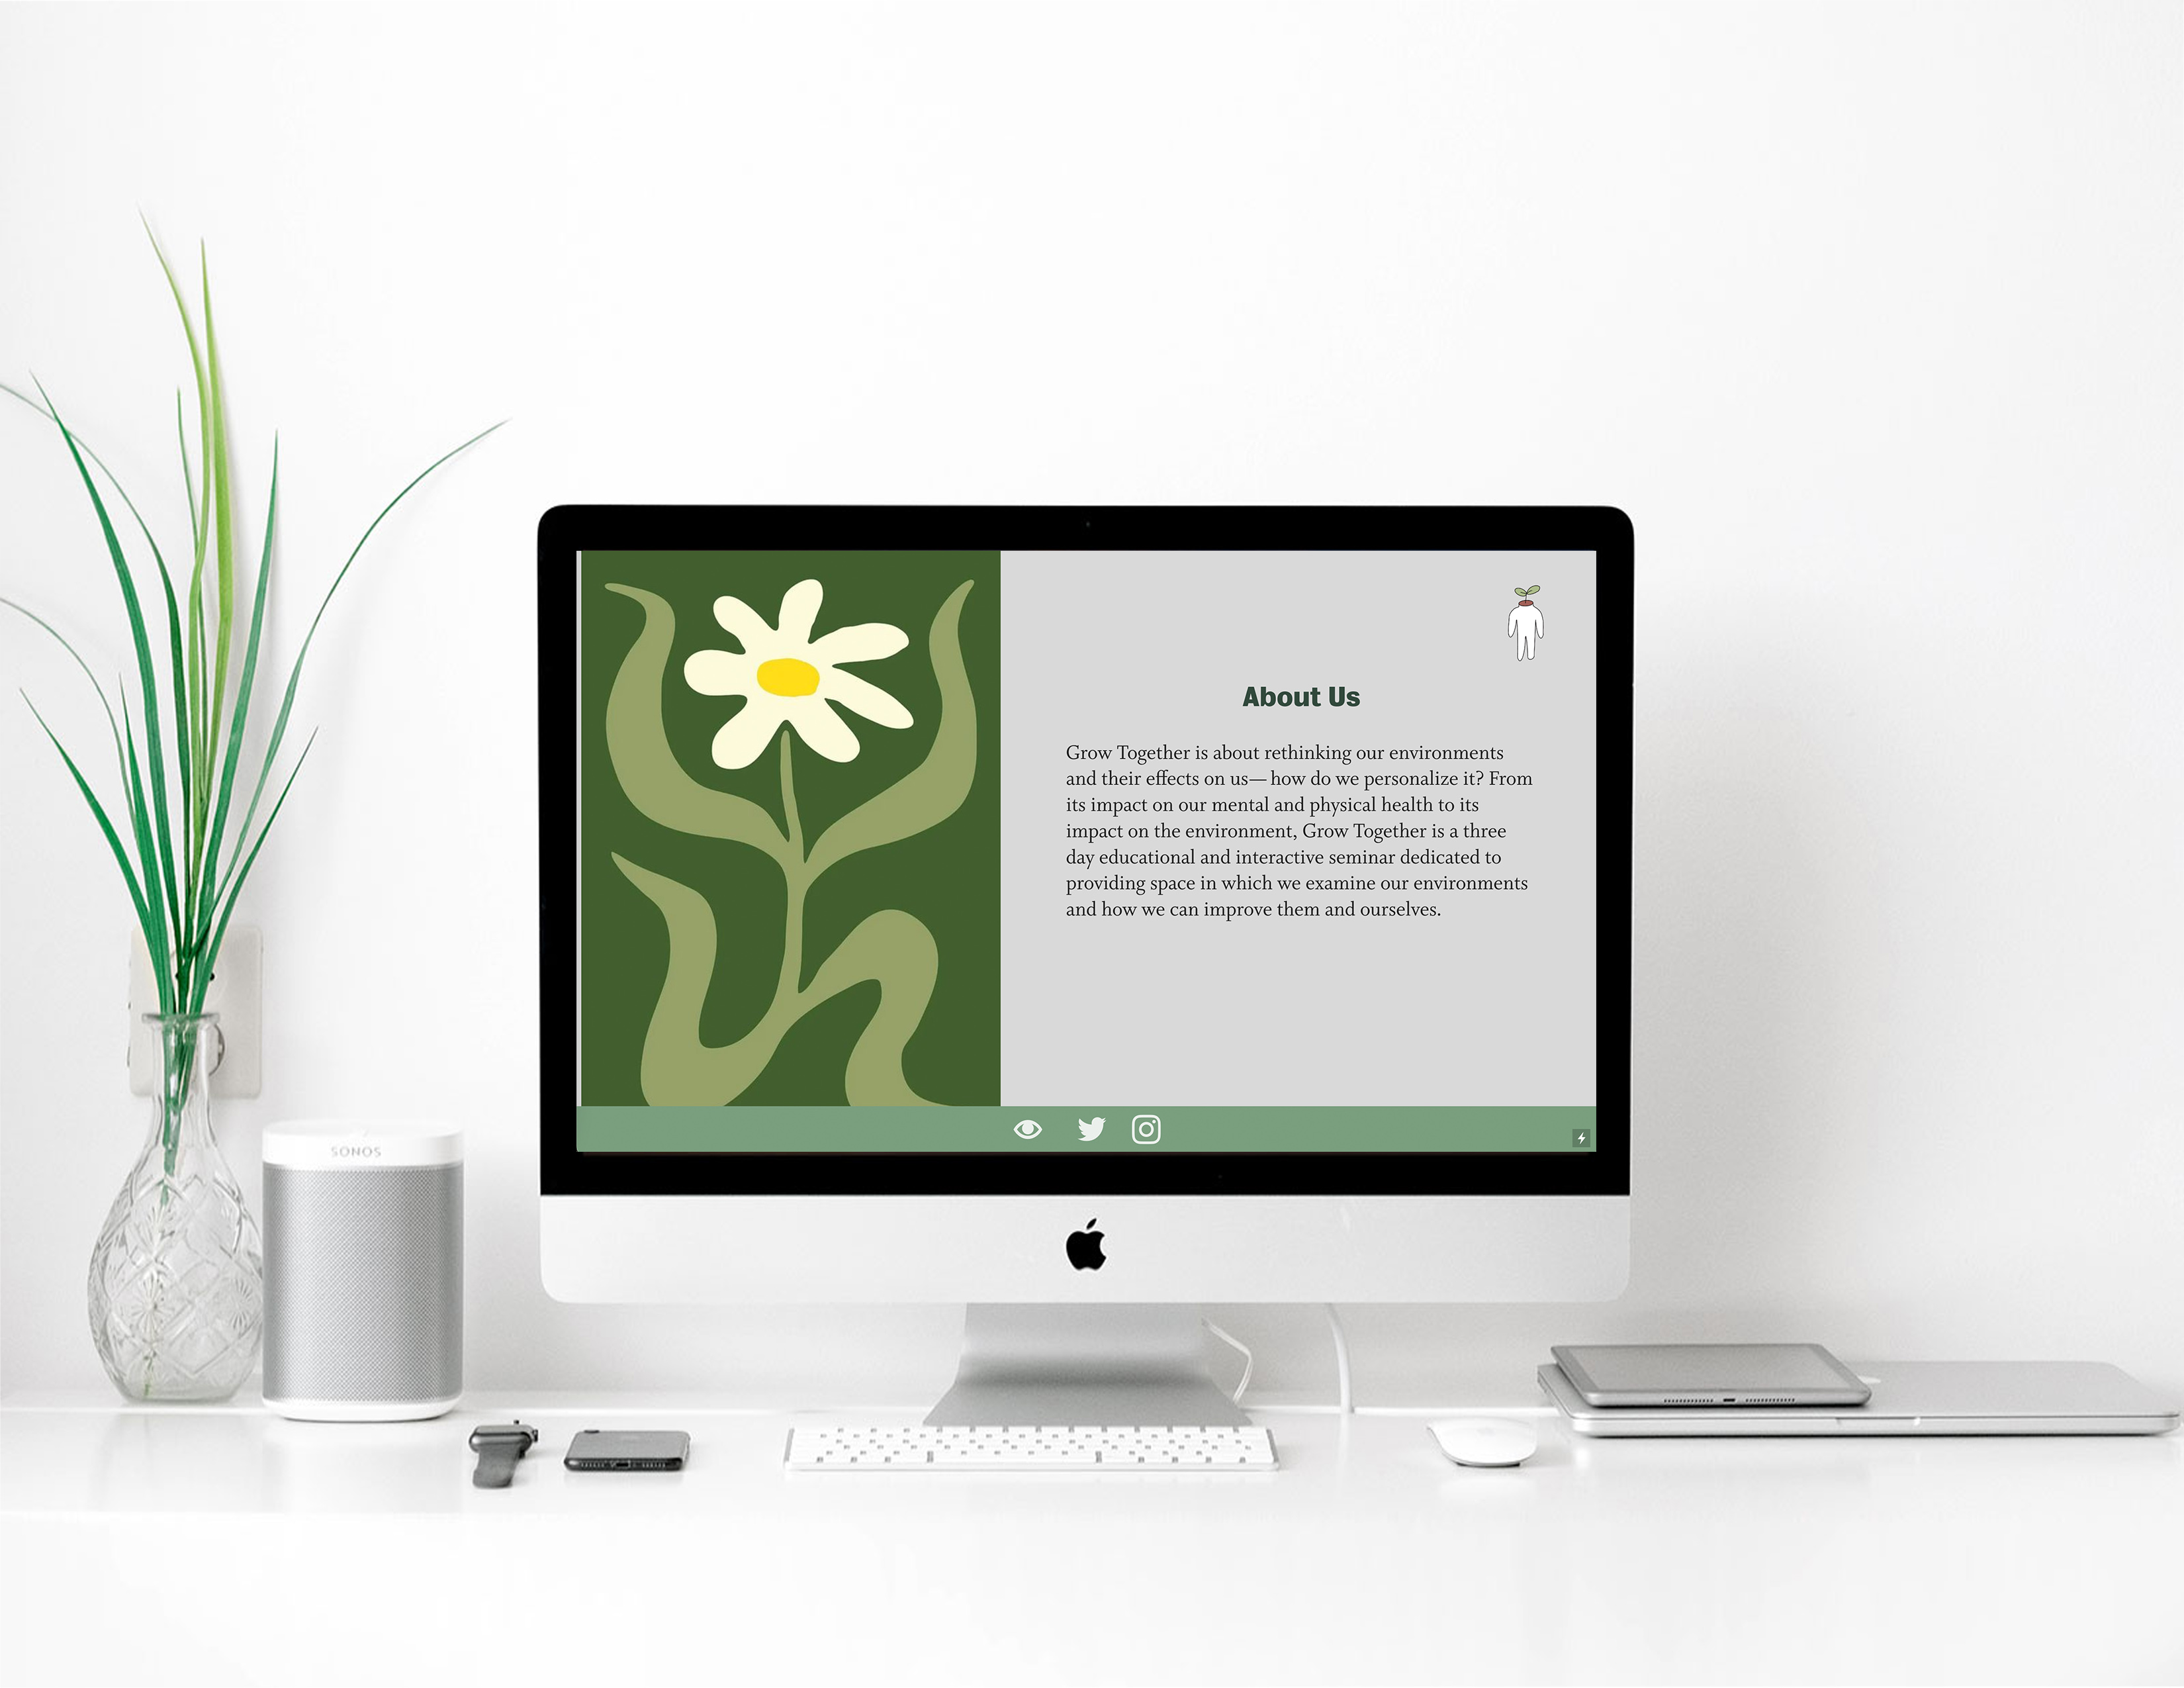 About Us
Grow Together is about rethinking our environments
and their effects on us— how do we personalize it? From
its impact on our mental and physical health to its
impact on the environment, Grow Together is a three
day educational and interactive seminar dedicated to
providing space in which we examine our environments
and how we can improve them and ourselves.
SONOS